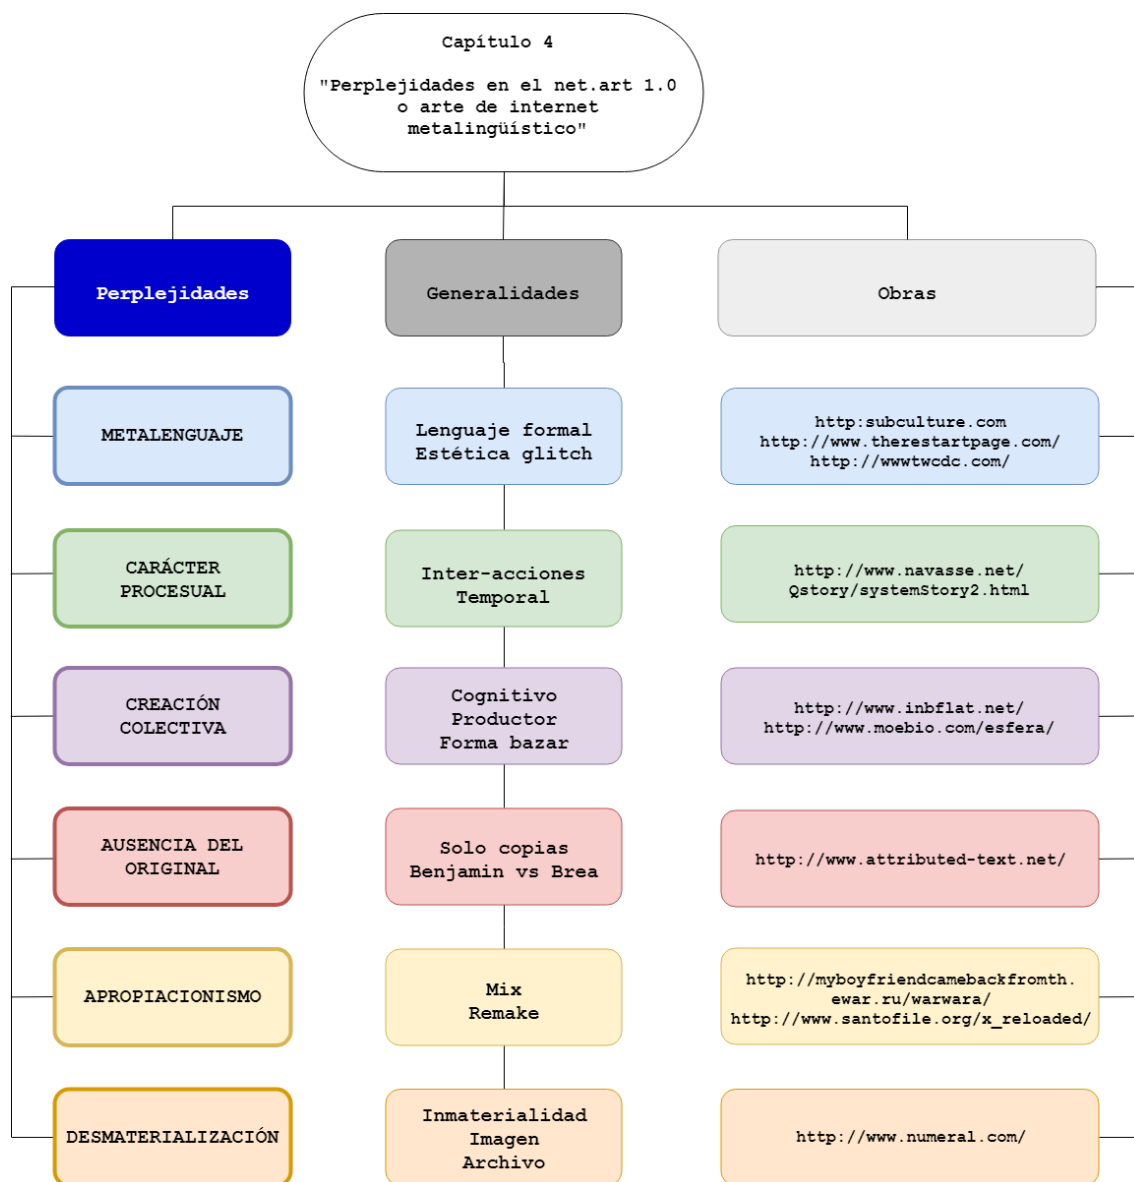 Capítulo 4
"Perplejidades en el net.art 1.0
o arte de internet
metalingüístico"
Perplejidades
Generalidades
Obras
METALENGUAJE
Lenguaje formal
Estética glitch
http:subculture.com
http://www.therestartpage.com/
http://wwwtwcdc.com/
CARÁCTER
PROCESUAL
Inter-acciones
Temporal
http://www.navasse.net/
Qstory/systemStory2.html
CREACIÓN
COLECTIVA
Cognitivo
Productor
Forma bazar
http://www.inbflat.net/
http://www.moebio.com/esfera/
AUSENCIA DEL
ORIGINAL
Solo copias
Benjamin vs Brea
http://www.attributed-text.net/
APROPIACIONISMO
Mix
Remake
http://myboyfriendcamebackfromth.
ewar.ru/warwara/
http://www.santofile.org/x_reloaded/
DESMATERIALIZACIÓN
Inmaterialidad
Imagen
Archivo
http://www.numeral.com/